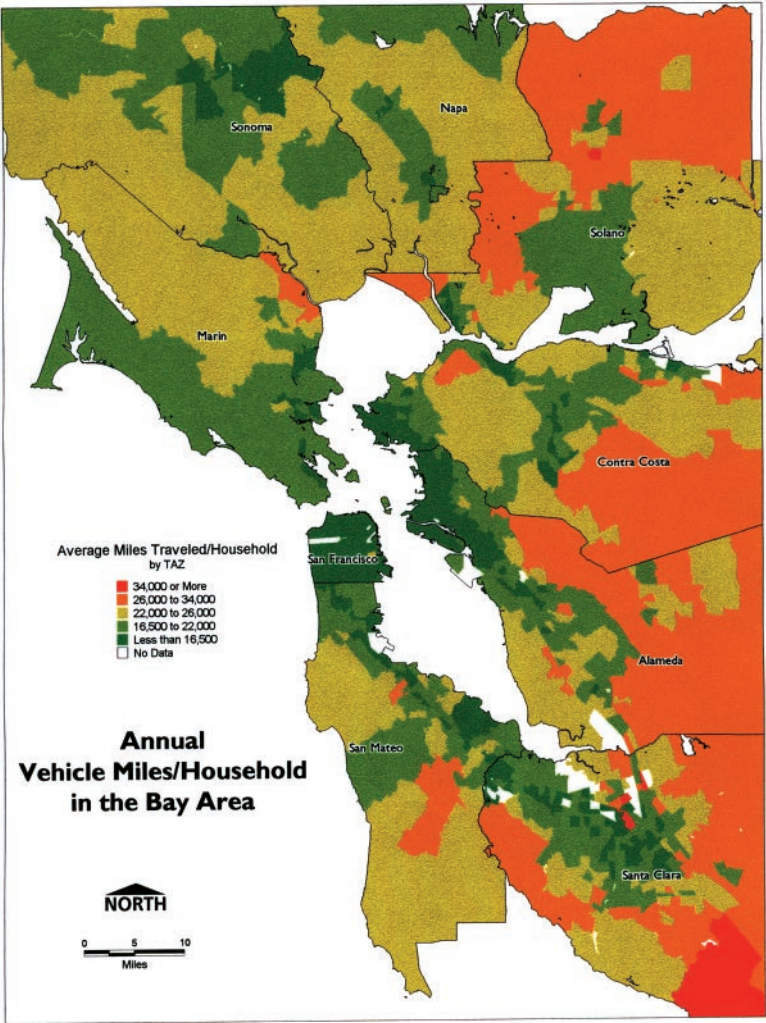 Napa
Sonoma
Solano
Marin
Contra Costa
Average Miles Traveled/Household
by TAZ
34,000 or More
26,000 to 34,000
22,000 to 26,000
16,500 to 22,000
Less than 16,500
No Data
San Francisco
Alameda
Annual
Vehicle Miles/Household
in the Bay Area
San Mateo
Santa Clara
NORTH
0 5 10
Miles